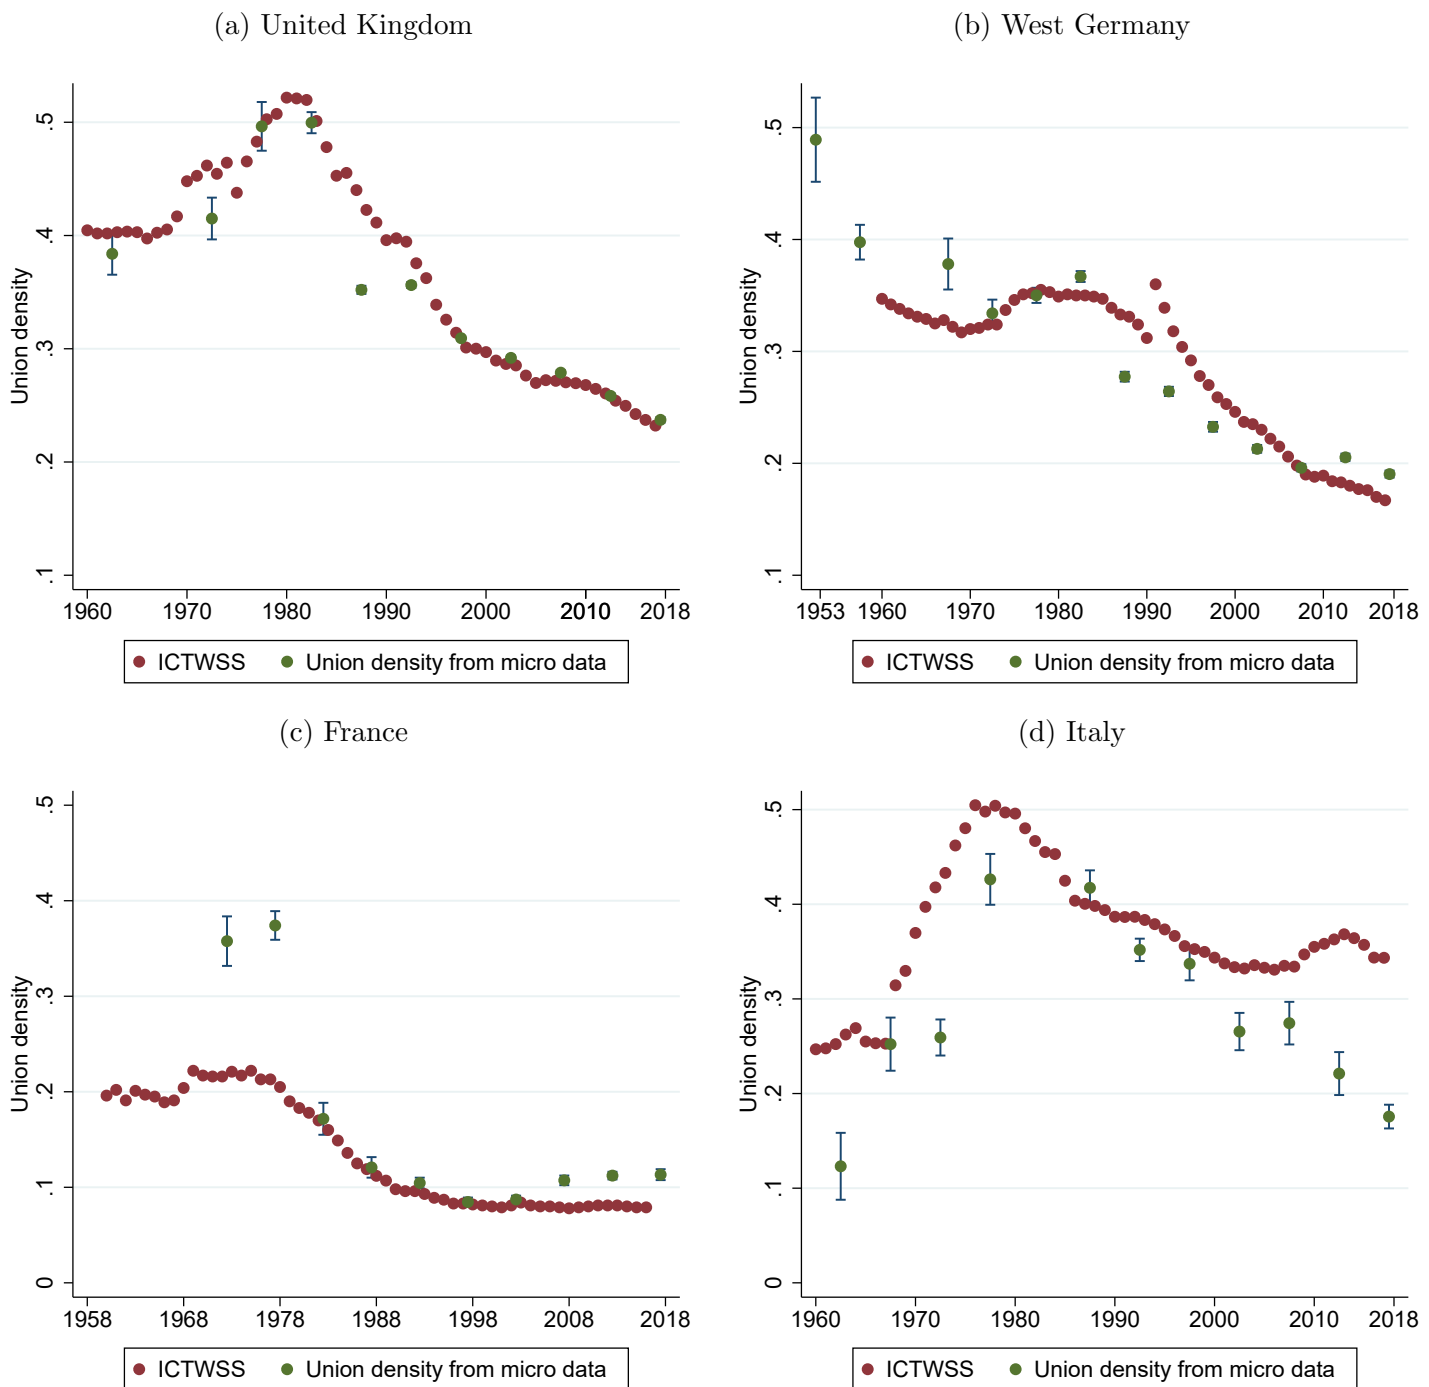 (a) United Kingdom
Union density
.5
.4
.3
.2
.1
1960 1970 1980 1990 2000 2010 2018
ICTWSS Union density from micro data
(b) West Germany
Union density
.5
.4
.3
.2
.1
1953 1960 1970 1980 1990 2000 2010 2018
ICTWSS Union density from micro data
(c) France
Union density
.5
.4
.3
.2
.1
0
1958 1968 1978 1988 1998 2008 2018
ICTWSS Union density from micro data
(d) Italy
Union density
.5
.4
.3
.2
.1
0
1960 1970 1980 1990 2000 2010 2018
ICTWSS Union density from micro data